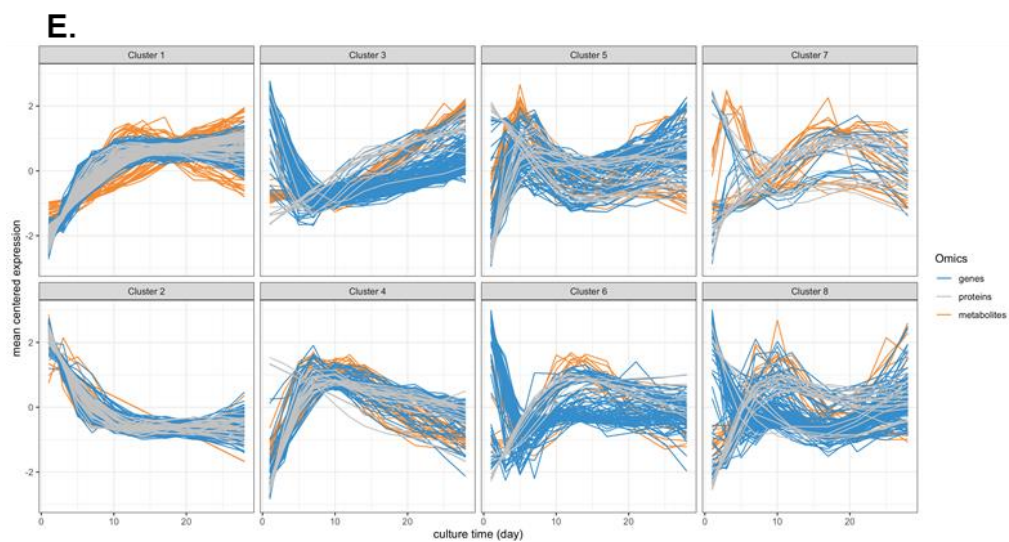 E.
Cluster 1
Cluster 3
Cluster 5
Cluster 7
2
0
-2
Cluster 2
Cluster 4
Cluster 6
Cluster 8
2
0
-2
mean centered expression
0 10 20
0 10 20
0 10 20
0 10 20
culture time (day)
Omics
genes
proteins
metabolites